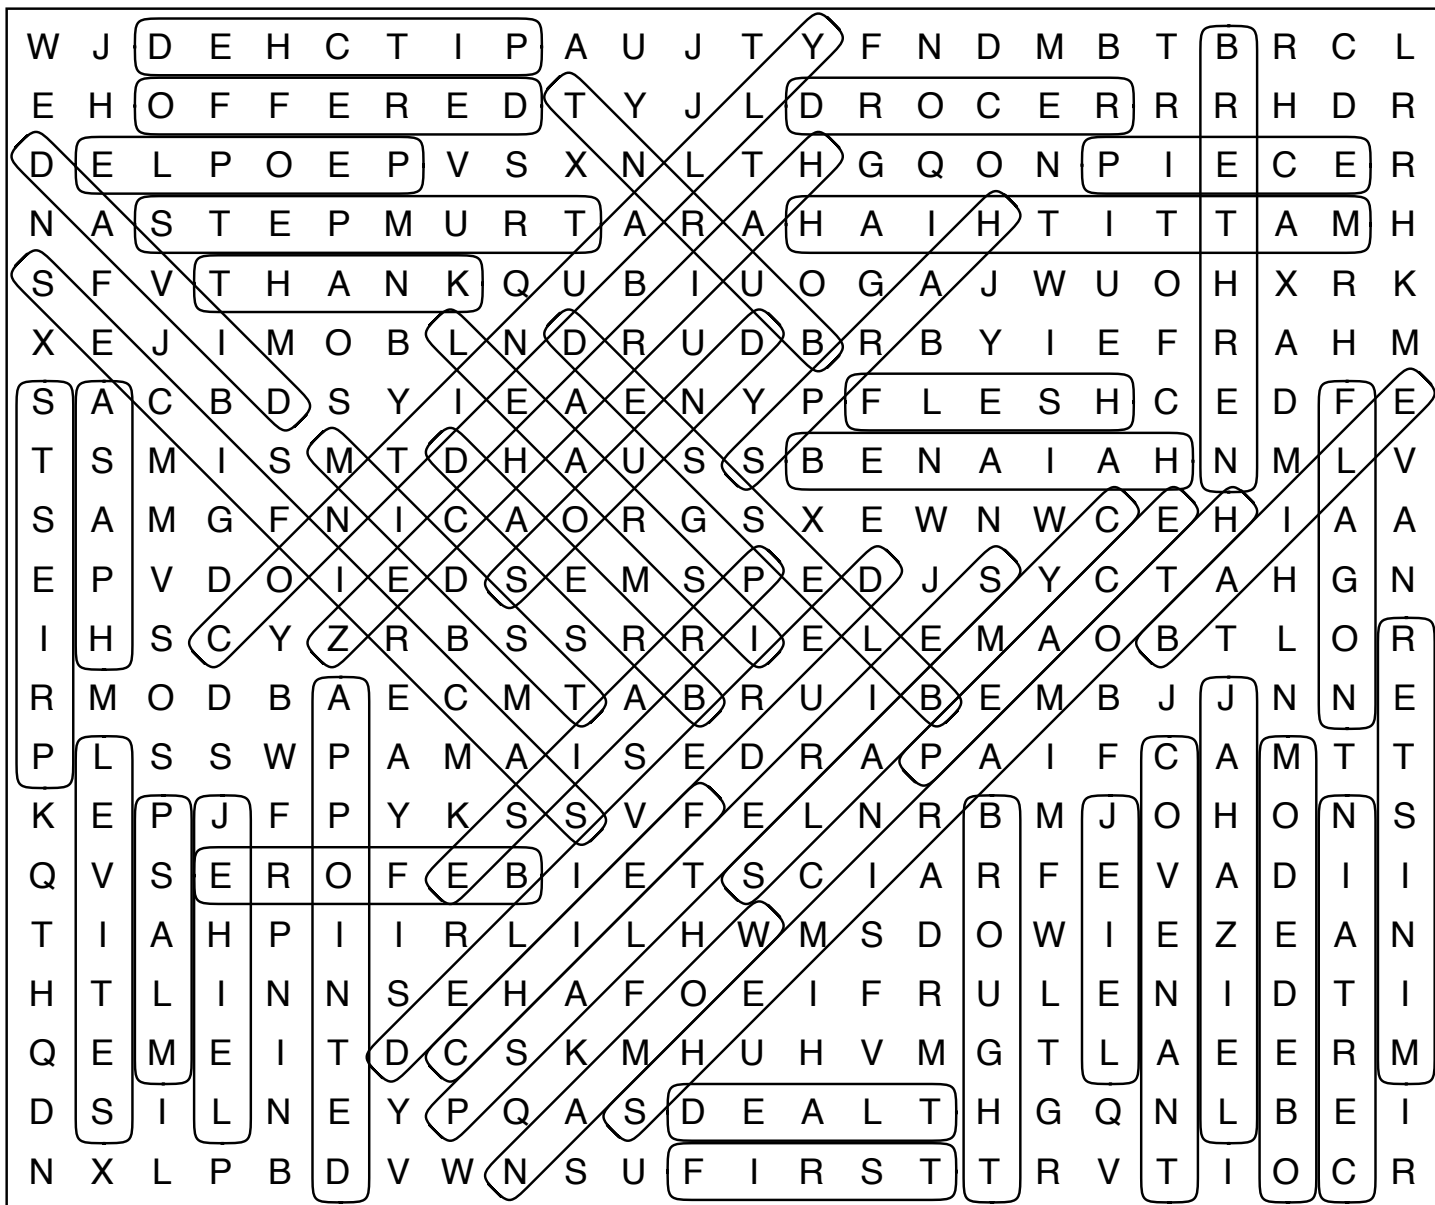 W J D E H C T I P A U J T Y F N D M B T B R C L
E H O F F E R E D T Y J L D R O C E R R R H D R
D E L P O E P V S X N L T H G Q O N P I E C E R
N A S T E P M U R T A R A H A I H T I T T A M H
S F V T H A N K Q U B I U O G A J W U O H X R K
X E J I M O B L N D R U D B R B Y I E F R A H M
S A C B D S Y I E A E N Y P F L E S H C E D F E
T S M I S M T D H A U S S B E N A I A H N M L V
S A M G F N I C A O R G S X E W N W C E H I A A
E P V D O I E D S E M S P E D J S Y C T A H G N
I H S C Y Z R B S S R R I E L E M A O B T L O R
R M O D B A E C M T A B R U I B E M B J J N N E
P L S S W P A M A I S E D R A P A I F C A M T T
K E P J F P Y K S S V F E L N R B M J O H O N S
Q V S E R O F E B I E T S C I A R F E V A D I I
T I A H P I I R L I L H W M S D O W I E Z E A N
H T L I N N S E H A F O E I F R U L E N I D T I
Q E M E I T D C S K M H U H V M G T L A E E R M
D S I L N E Y P Q A S D E A L T H G Q N L B E I
N X L P B D V W N S U F I R S T T R V T I O C R